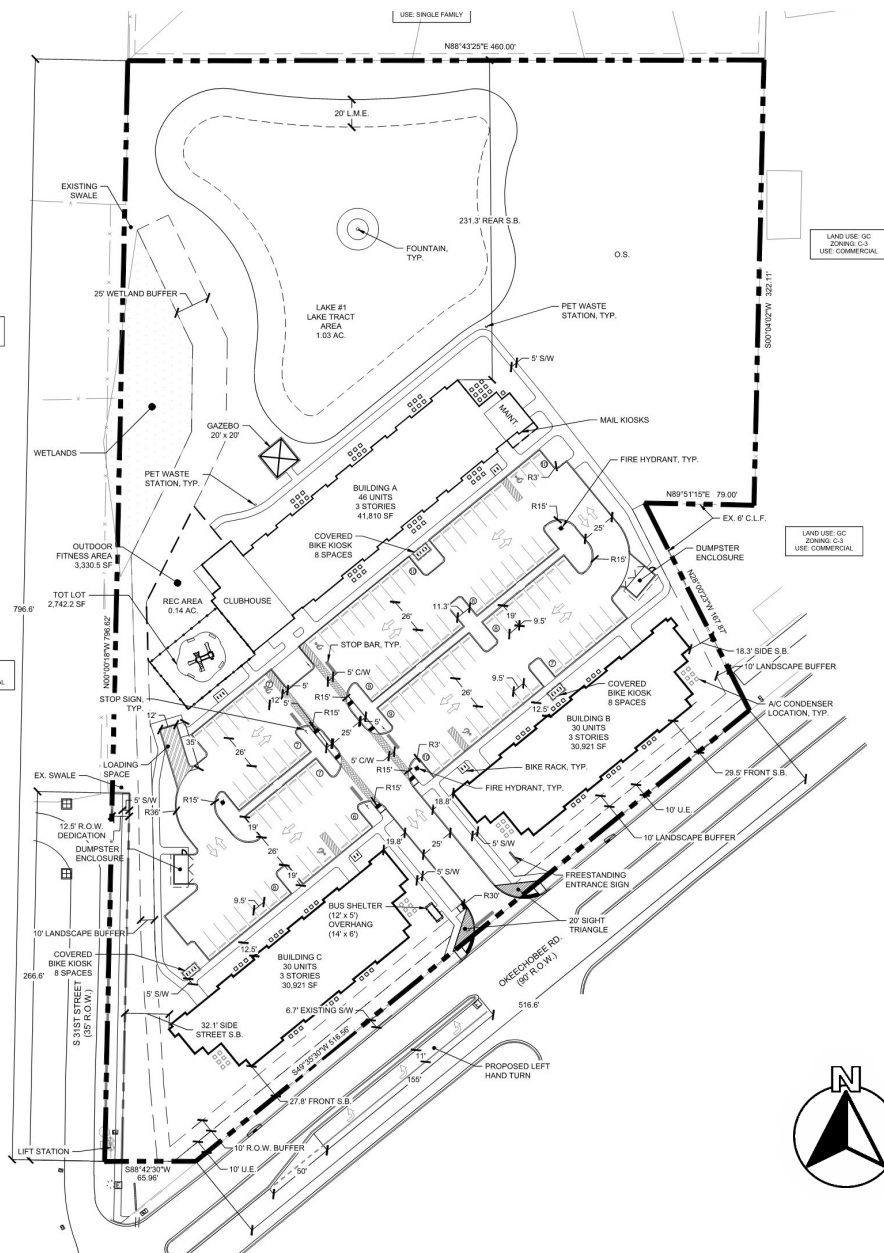 USE: SINGLE FAMILY
N88°43'25"E 460.00'
20' L.M.E.
EXISTING
SWALE
231.3' REAR S.B.
FOUNTAIN,
TYP.
O.S.
LAND USE: GC
ZONING: C-3
USE: COMMERCIAL
25' WETLAND BUFFER
LAKE #1
LAKE TRACT
AREA
1.03 AC.
PET WASTE
STATION, TYP.
S00°04'02"W 322.11'
5' S/W
WETLANDS
GAZEBO
20' x 20'
MAINT.
MAIL KIOSKS
PET WASTE
STATION, TYP.
BUILDING A
46 UNITS
3 STORIES
41,810 SF
FIRE HYDRANT, TYP.
10
R3'
N89°51'15"E 79.00'
EX. 6' C.L.F.
R15'
25'
LAND USE: GC
ZONING: C-3
USE: COMMERCIAL
OUTDOOR
FITNESS AREA
3,330.5 SF
COVERED
BIKE KIOSK
8 SPACES
10
R15'
DUMPSTER
ENCLOSURE
TOT LOT
2,742.2 SF
REC AREA
0.14 AC.
CLUBHOUSE
26'
11.3'
8
19'
9.5'
N28°00'23"W 167.87'
796.6'
N00°00'18"W 796.62'
STOP BAR, TYP.
5' C/W
18.3' SIDE S.B.
10' LANDSCAPE BUFFER
STOP SIGN,
TYP.
12'
5'
5'
R15'
R15'
5'
26'
9.5'
7
COVERED
BIKE KIOSK
8 SPACES
A/C CONDENSER
LOCATION, TYP.
12'
35'
26'
7
25'
12.5'
BUILDING B
30 UNITS
3 STORIES
30,921 SF
LOADING
SPACE
7
5' C/W
R3'
R15'
10
BIKE RACK, TYP.
29.5' FRONT S.B.
EX. SWALE
5' S/W
R36'
R15'
R15'
18.8'
FIRE HYDRANT, TYP.
10' U.E.
12.5' R.O.W.
DEDICATION
19'
6
10' LANDSCAPE BUFFER
DUMPSTER
ENCLOSURE
26'
19.8'
25'
5' S/W
19'
5' S/W
FREESTANDING
ENTRANCE SIGN
9.5'
8
BUS SHELTER
(12' x 5')
OVERHANG
(14' x 6')
R30'
20' SIGHT
TRIANGLE
10' LANDSCAPE BUFFER
12.5'
COVERED
BIKE KIOSK
8 SPACES
BUILDING C
30 UNITS
3 STORIES
30,921 SF
OKEECHOBEE RD.
(90' R.O.W.)
266.6'
5' S/W
S 31ST STREET
(35' R.O.W.)
516.6'
6.7' EXISTING S/W
32.1' SIDE
STREET S.B.
S49°35'30"W 516.56'
11'
155'
PROPOSED LEFT
HAND TURN
N
27.8' FRONT S.B.
LIFT STATION
10' R.O.W. BUFFER
S88°42'30"W
65.96'
10' U.E.
50'